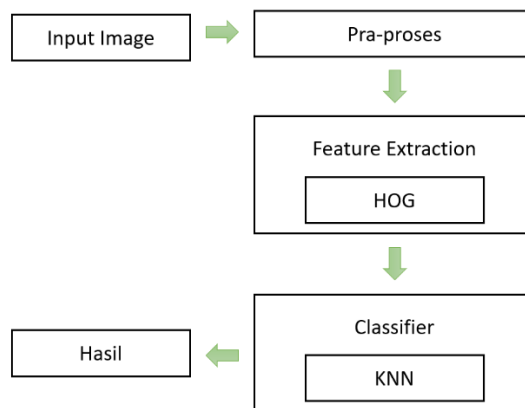 Input Image
Pra-proses
Feature Extraction
HOG
Classifier
KNN
Hasil